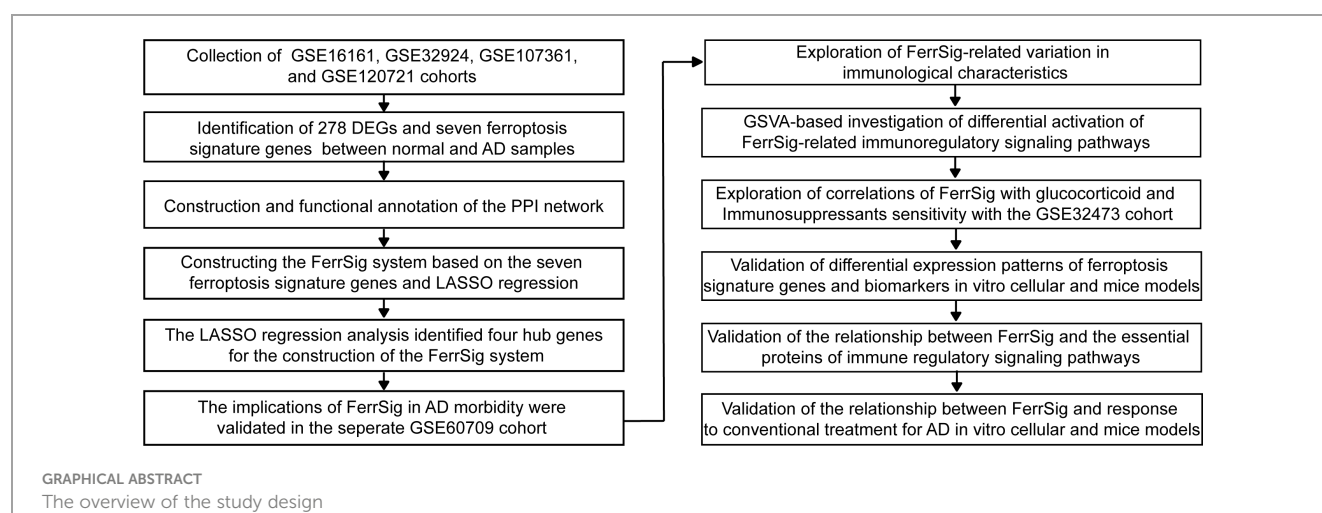 Collection of  GSE16161, GSE32924, GSE107361,
and GSE120721 cohorts
Identification of 278 DEGs and seven ferroptosis
signature genes  between normal and AD samples
Construction and functional annotation of the PPI network
Constructing the FerrSig system based on the seven
ferroptosis signature genes and LASSO regression
The LASSO regression analysis identified four hub genes
for the construction of the FerrSig system
The implications of FerrSig in AD morbidity were
validated in the seperate GSE60709 cohort
Exploration of FerrSig-related variation in
immunological characteristics
GSVA-based investigation of differential activation of
FerrSig-related immunoregulatory signaling pathways
Exploration of correlations of FerrSig with glucocorticoid and
Immunosuppressants sensitivity with the GSE32473 cohort
Validation of differential expression patterns of ferroptosis
signature genes and biomarkers in vitro cellular and mice models
Validation of the relationship between FerrSig and the essential
proteins of immune regulatory signaling pathways
Validation of the relationship between FerrSig and response
to conventional treatment for AD in vitro cellular and mice models
GRAPHICAL ABSTRACT
The overview of the study design